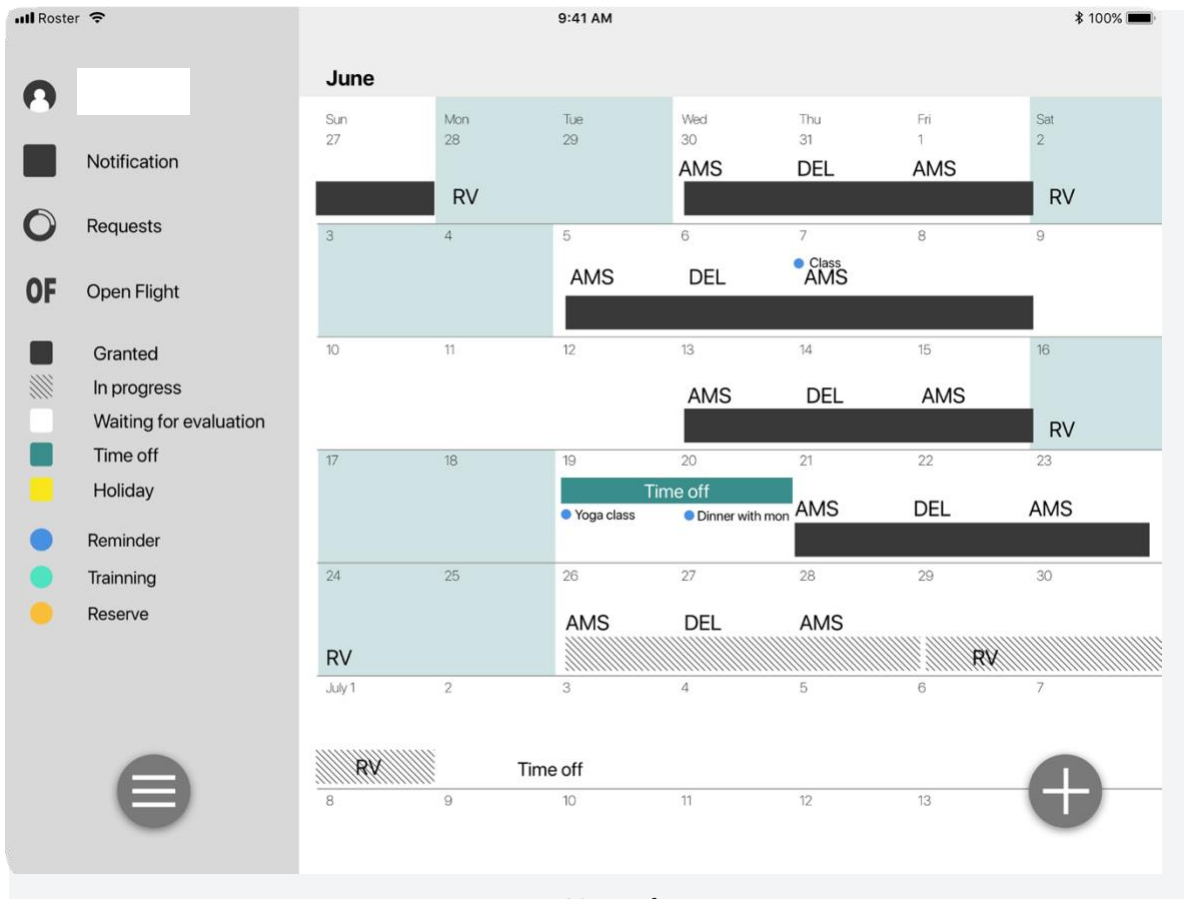 Roster 9:41 AM 100%
June
Notification
Requests
OF Open Flight
Granted
In progress
Waiting for evaluation
Time off
Holiday
Reminder
Trainning
Reserve
Sun Mon Tue Wed Thu Fri Sat
27 28 29 30 31 1 2
AMS DEL AMS
RV RV
3 4 5 6 7 8 9
Class
AMS DEL AMS
10 11 12 13 14 15 16
AMS DEL AMS
RV
17 18 19 20 21 22 23
Time off
Yoga class Dinner with mon AMS DEL AMS
24 25 26 27 28 29 30
AMS DEL AMS
RV RV
July 1 2 3 4 5 6 7
RV Time off
8 9 10 11 12 13